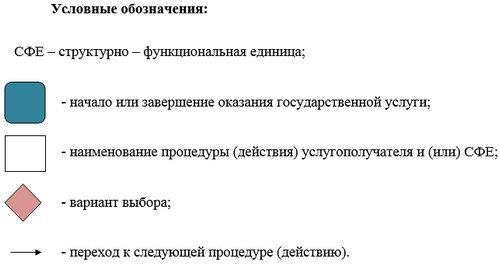 Условные обозначения:
СФЕ – структурно – функциональная единица;
- начало или завершение оказания государственной услуги;
- наименование процедуры (действия) услугополучателя и (или) СФЕ;
- вариант выбора;
- переход к следующей процедуре (действию).